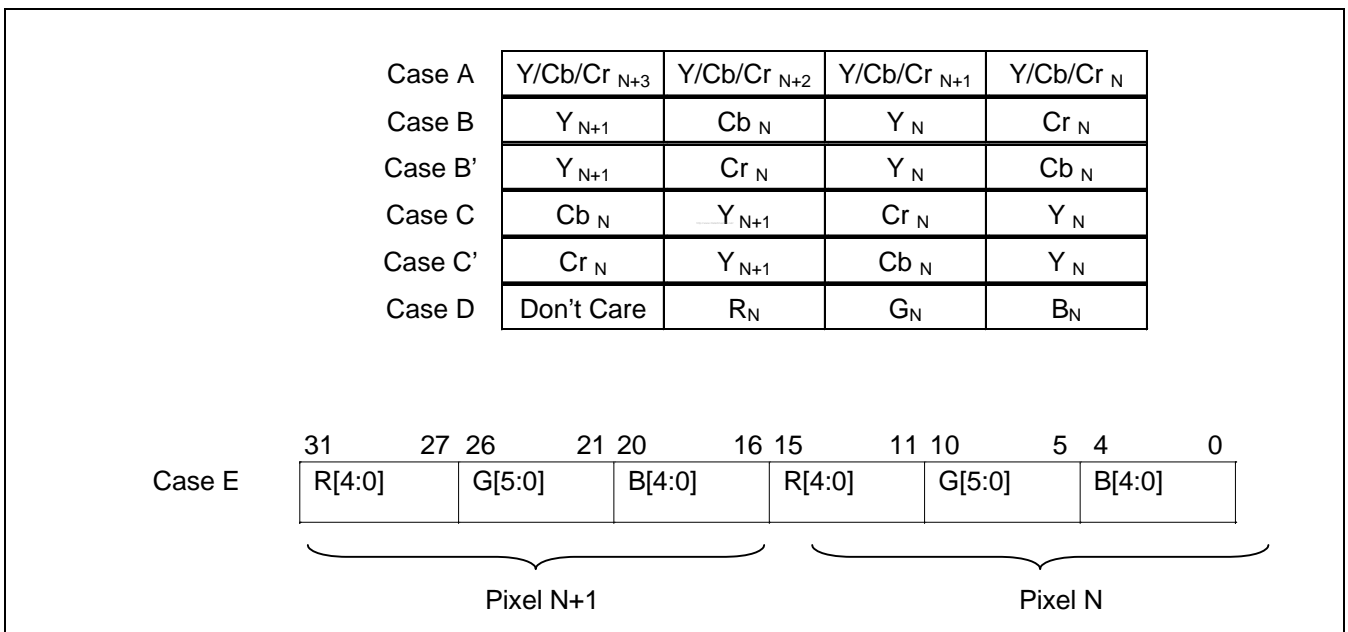 Case A Y/Cb/Cr N+3 Y/Cb/Cr N+2 Y/Cb/Cr N+1 Y/Cb/Cr N
Case B Y N+1 Cb N Y N Cr N
Case B’ Y N+1 Cr N Y N Cb N
Case C Cb N Y N+1 Cr N Y N
Case C’ Cr N Y N+1 Cb N Y N
Case D Don’t Care RN GN BN
31 27 26 21 20 16 15 11 10 5 4 0
Case E R[4:0] G[5:0] B[4:0] R[4:0] G[5:0] B[4:0]
Pixel N+1 Pixel N